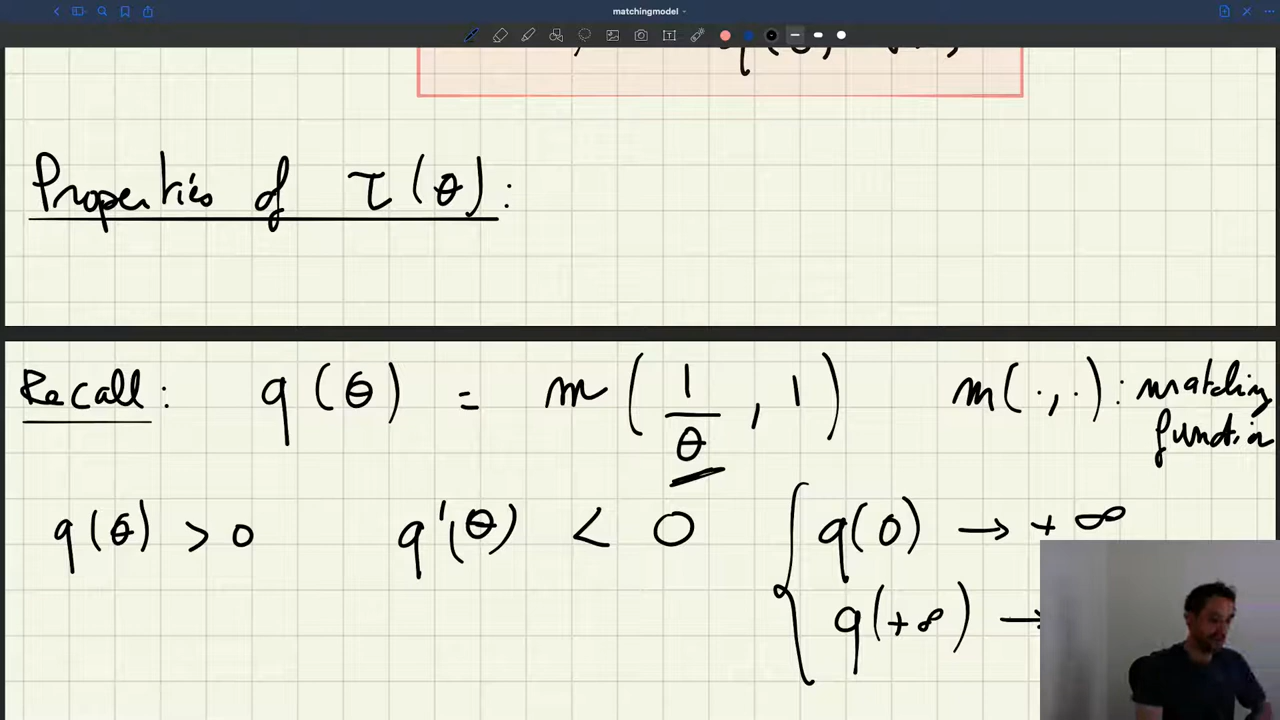 matchingmodel
Properties of τ(θ):
Recall: q(θ) = m(1/θ, 1) m(·,·): matching function
q(θ) > 0 q'(θ) < 0 { q(0) → +∞
q(+∞) →